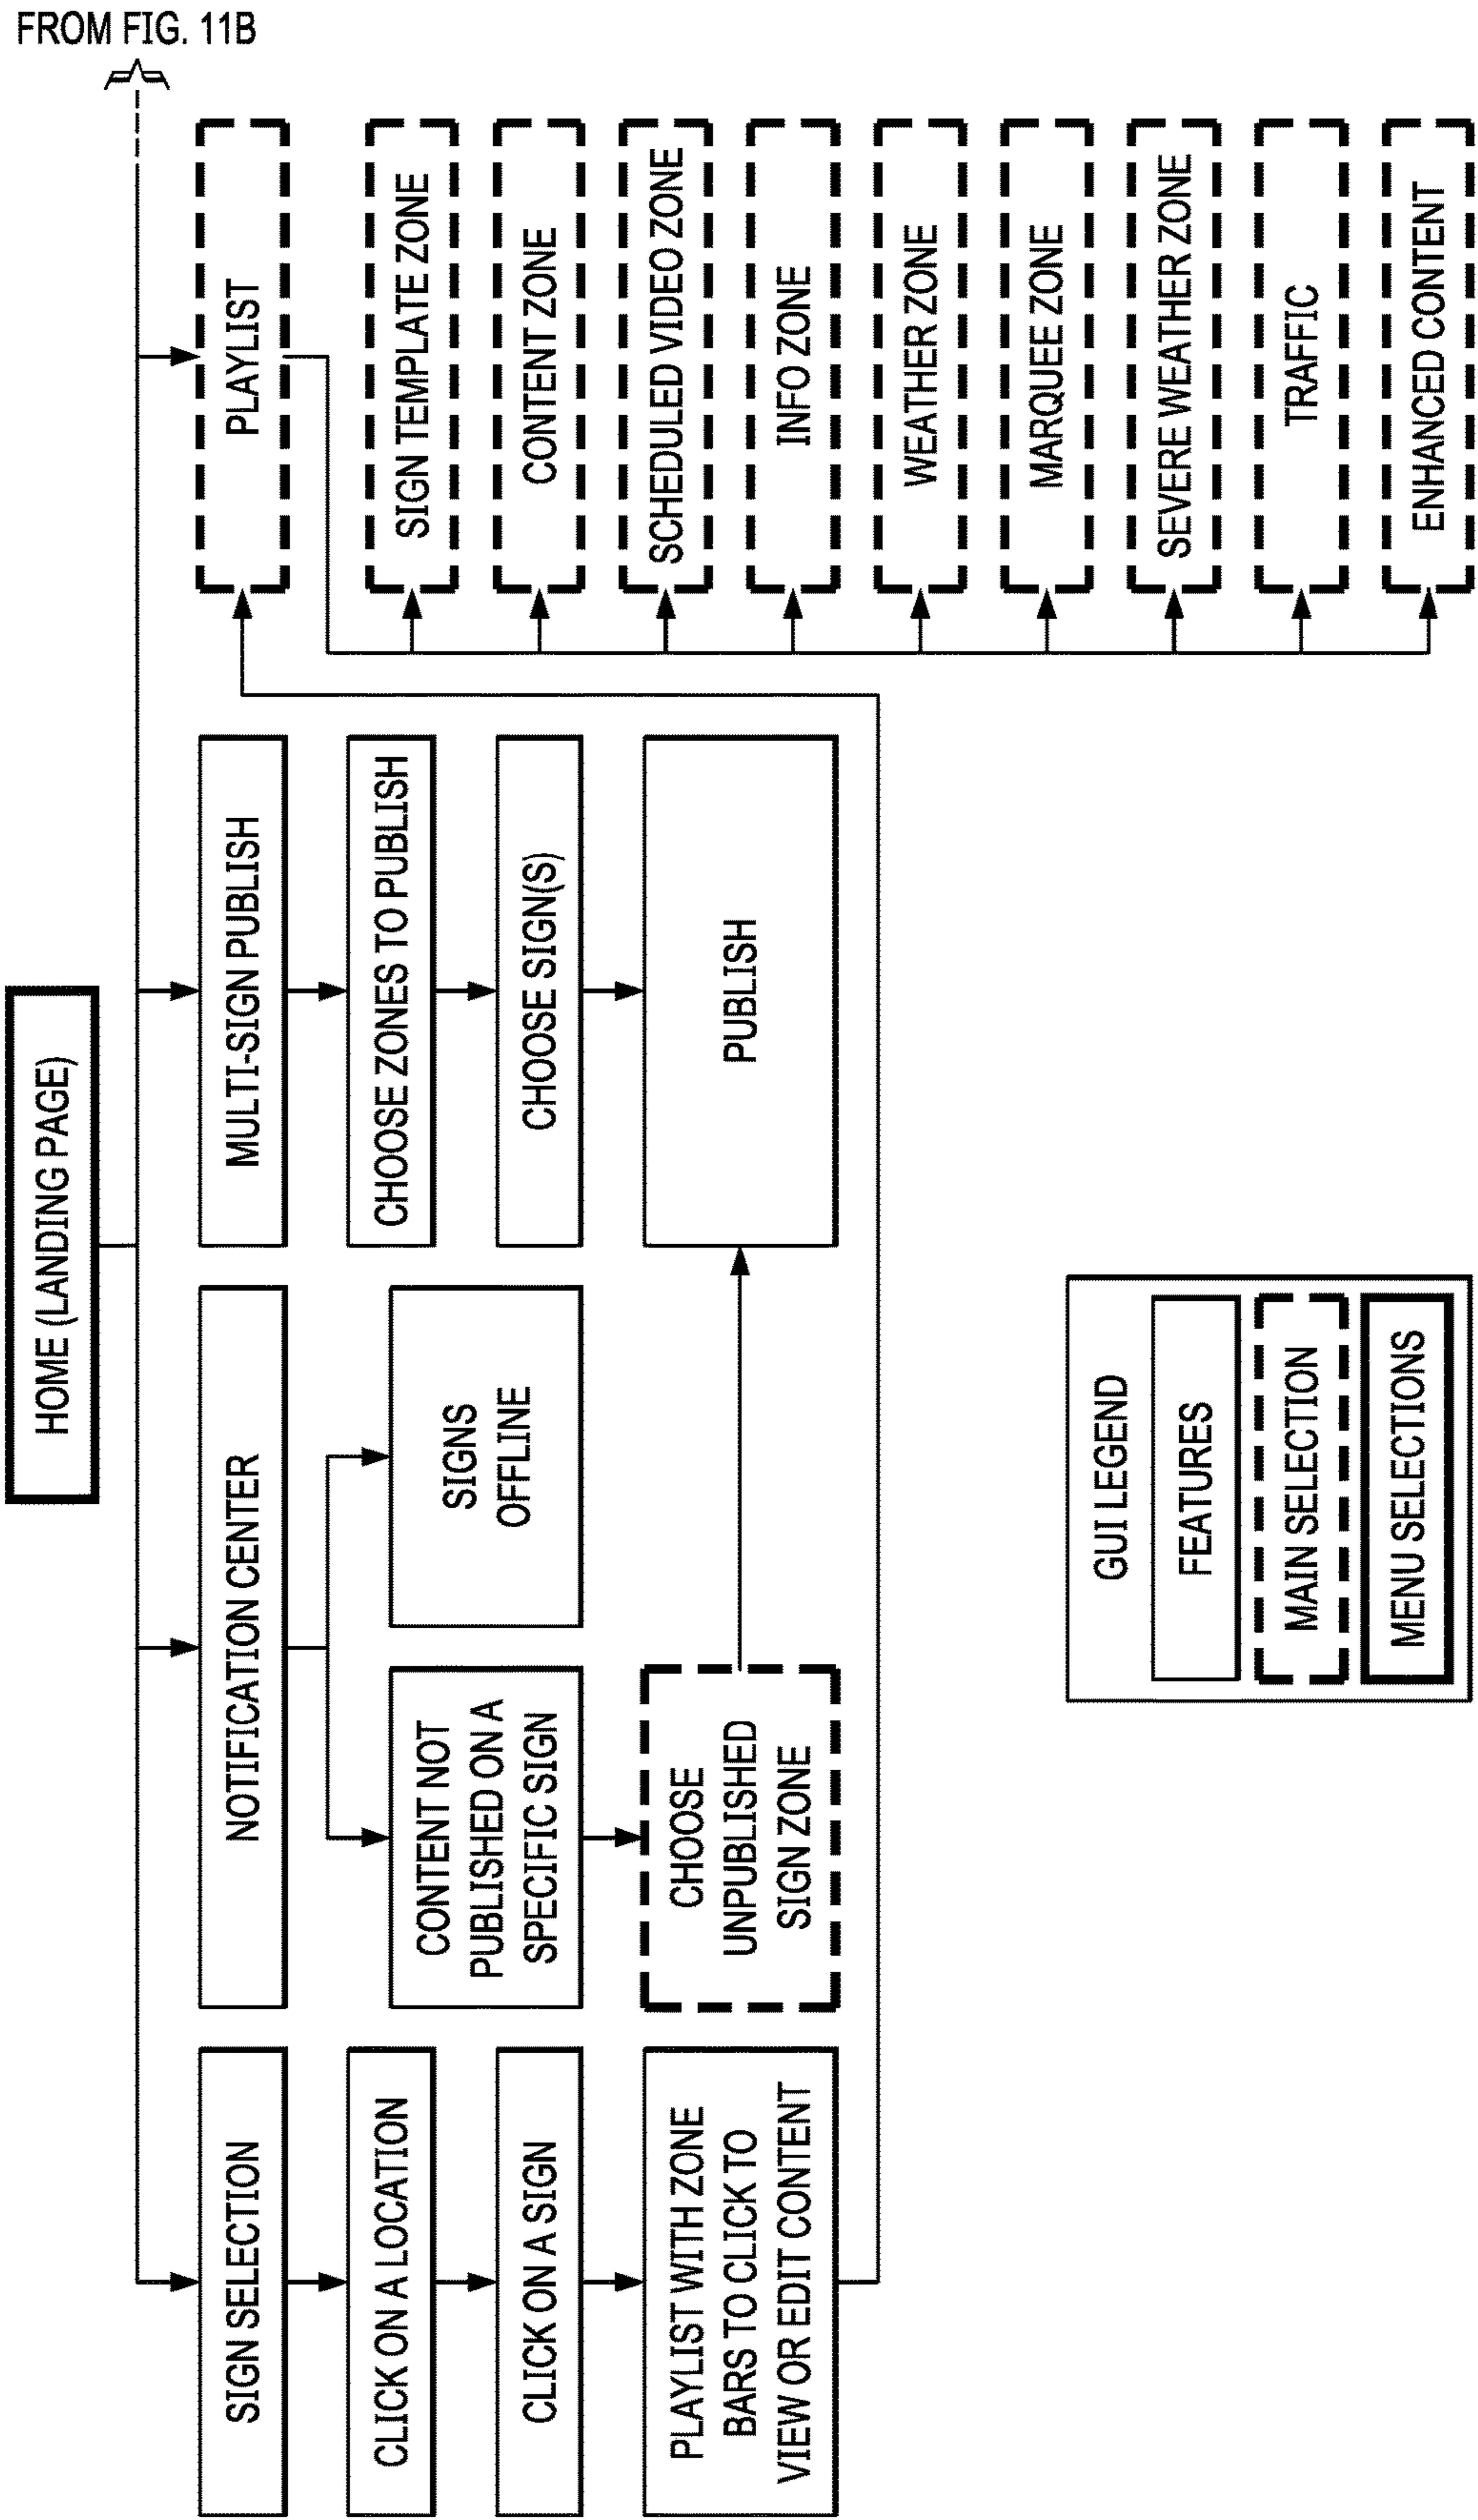 FROM FIG. 11B
HOME (LANDING PAGE)
SIGN SELECTION
CLICK ON A LOCATION
CLICK ON A SIGN
PLAYLIST WITH ZONE
BARS TO CLICK TO
VIEW OR EDIT CONTENT
NOTIFICATION CENTER
CONTENT NOT
PUBLISHED ON A
SPECIFIC SIGN
SIGNS
OFFLINE
CHOOSE
UNPUBLISHED
SIGN ZONE
MULTI-SIGN PUBLISH
CHOOSE ZONES TO PUBLISH
CHOOSE SIGN(S)
PUBLISH
PLAYLIST
SIGN TEMPLATE ZONE
CONTENT ZONE
SCHEDULED VIDEO ZONE
INFO ZONE
WEATHER ZONE
MARQUEE ZONE
SEVERE WEATHER ZONE
TRAFFIC
ENHANCED CONTENT
GUI LEGEND
FEATURES
MAIN SELECTION
MENU SELECTIONS